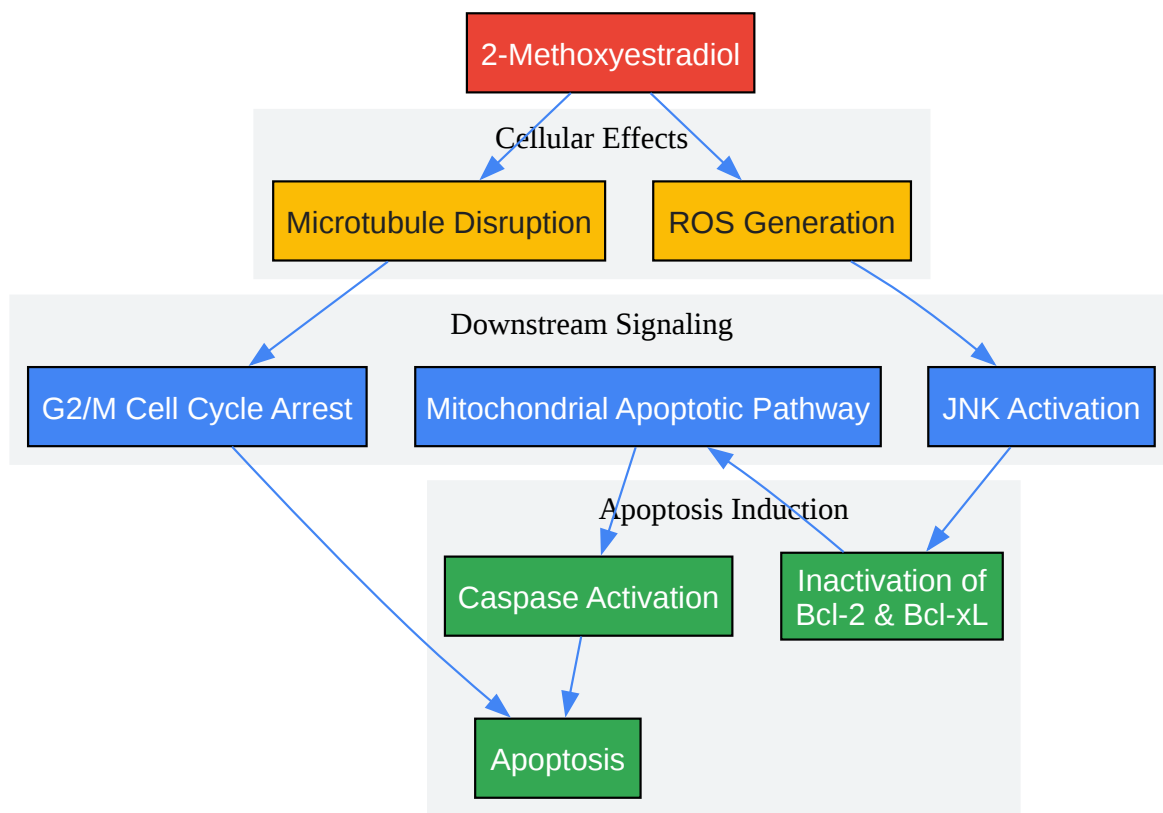 2-Methoxyestradiol
Cellular Effects
Microtubule Disruption
ROS Generation
Downstream Signaling
G2/M Cell Cycle Arrest
Mitochondrial Apoptotic Pathway
JNK Activation
Apoptosis Induction
Caspase Activation
Inactivation of
Bcl-2 & Bcl-xL
Apoptosis